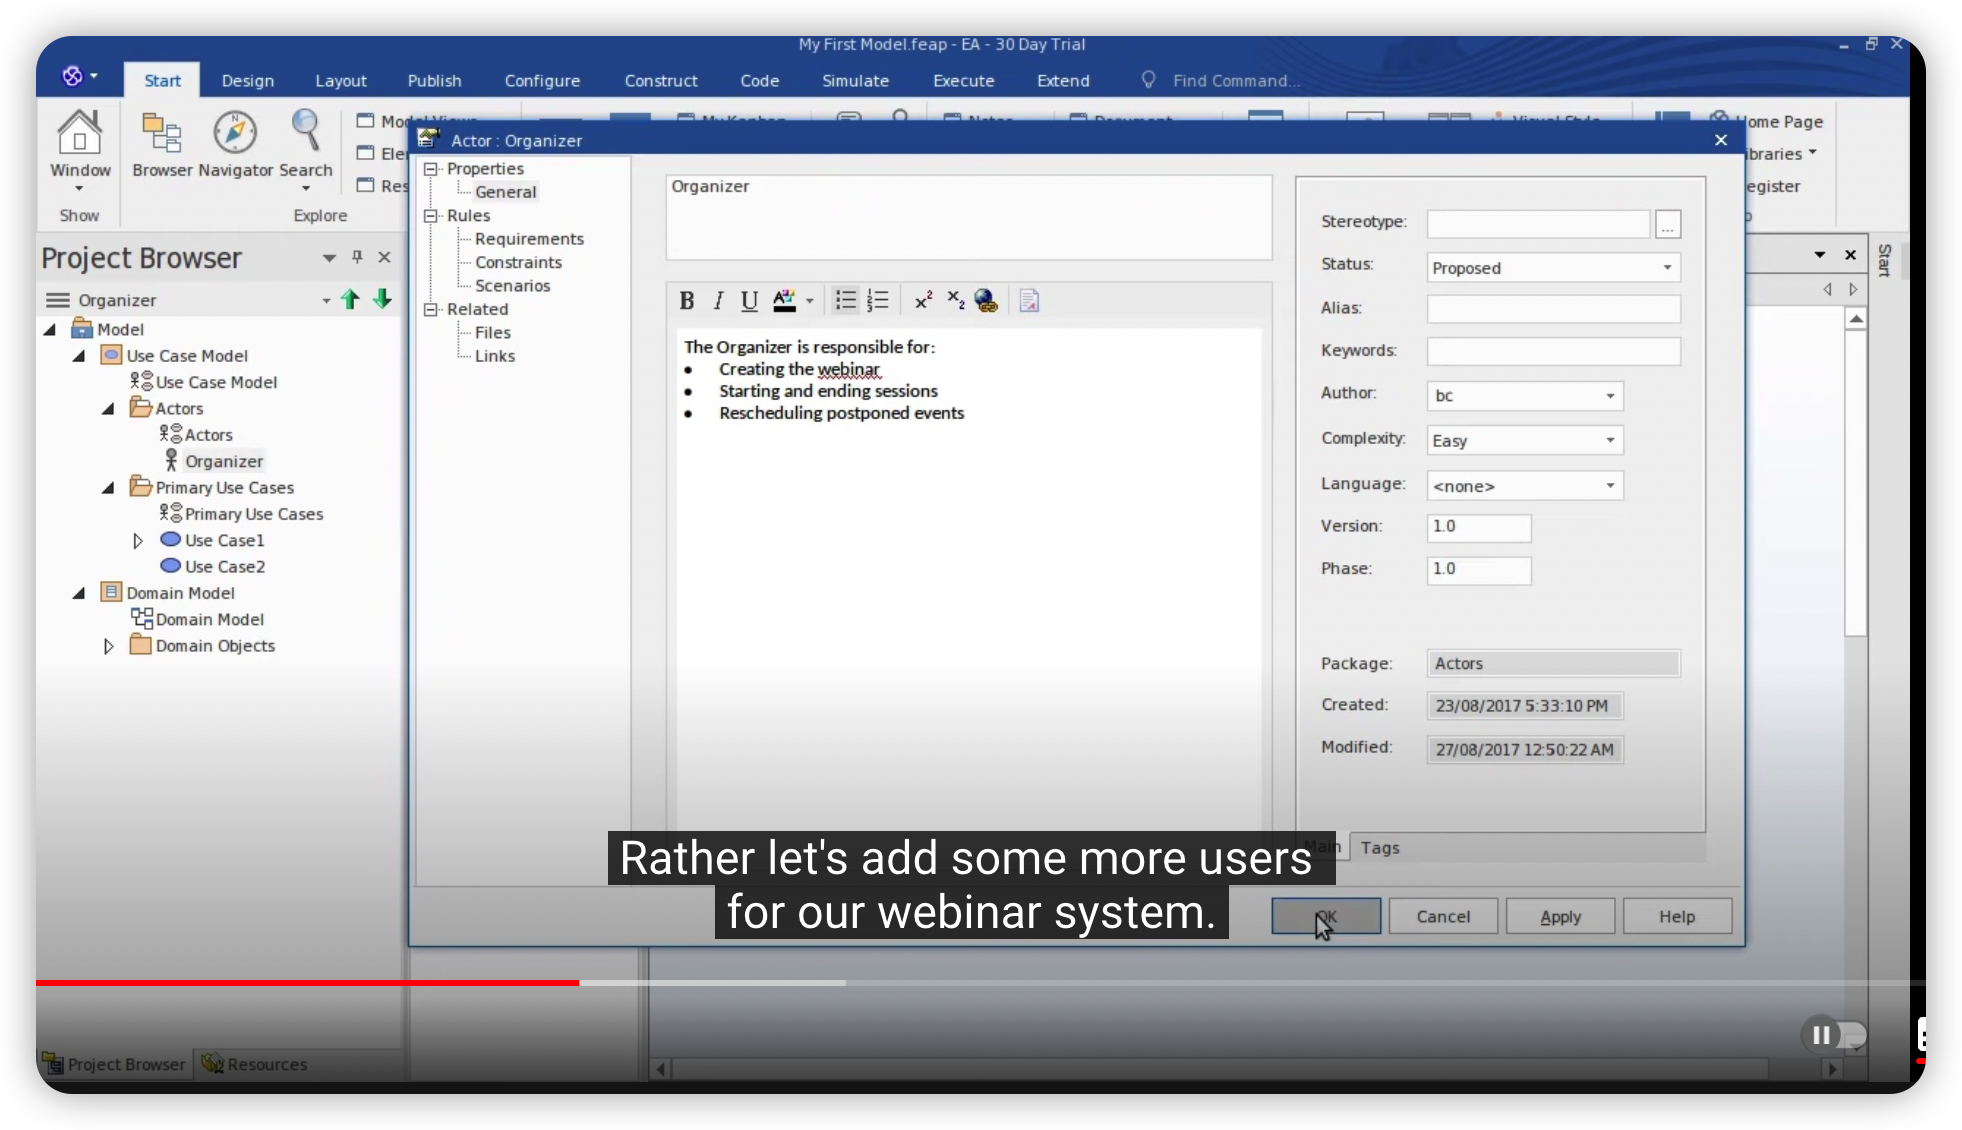 My First Model.feap - EA - 30 Day Trial
Start Design Layout Publish Configure Construct Code Simulate Execute Extend Find Command...
Window
Show
Browser Navigator Search
Explore
Home Page
Project Browser
Organizer
Model
Use Case Model
Use Case Model
Actors
Actors
Organizer
Primary Use Cases
Primary Use Cases
Use Case1
Use Case2
Domain Model
Domain Model
Domain Objects
Project Browser Resources
Actor : Organizer
Properties
General
Rules
Requirements
Constraints
Scenarios
Related
Files
Links
Organizer
B I U
The Organizer is responsible for:
• Creating the webinar
• Starting and ending sessions
• Rescheduling postponed events
Stereotype: ...
Status: Proposed
Alias:
Keywords:
Author: bc
Complexity: Easy
Language: <none>
Version: 1.0
Phase: 1.0
Package: Actors
Created: 23/08/2017 5:33:10 PM
Modified: 27/08/2017 12:50:22 AM
Main Tags
OK Cancel Apply Help
Start
Rather let's add some more users
for our webinar system.